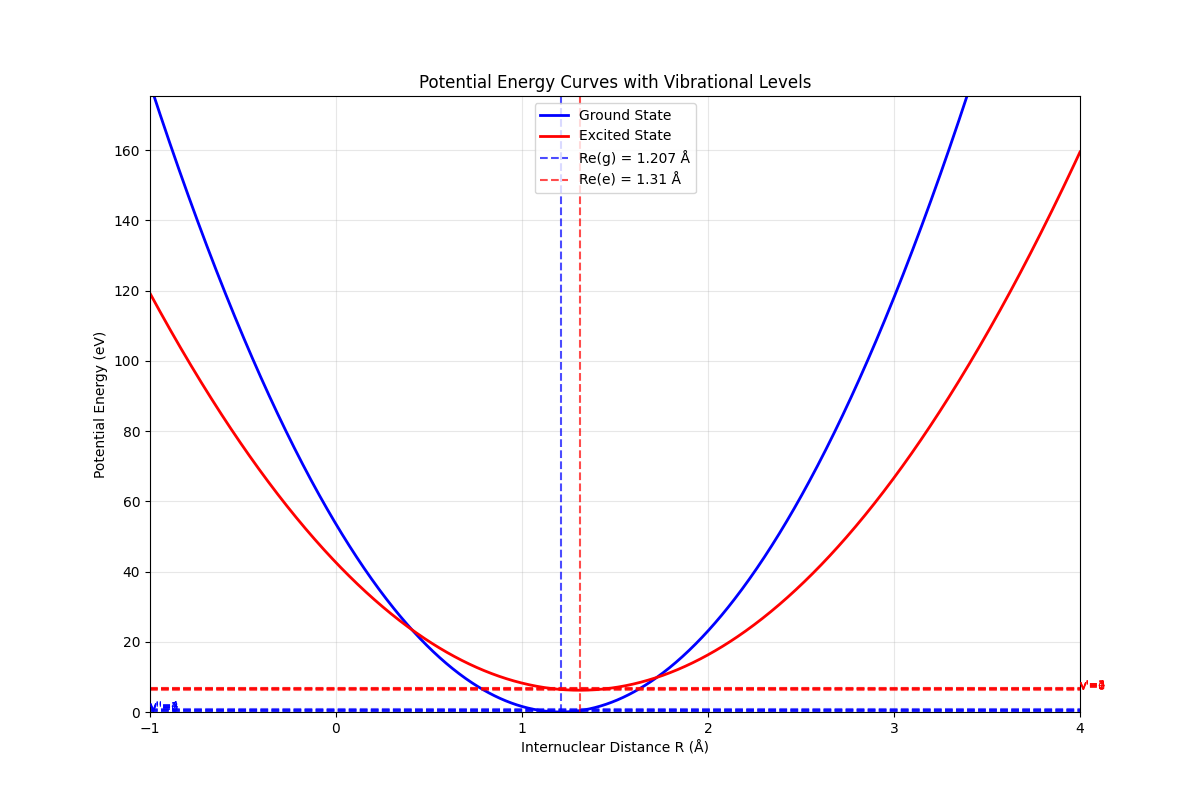 Potential Energy Curves with Vibrational Levels
Ground State
Excited State
Re(g) = 1.207 Å
Re(e) = 1.31 Å
Potential Energy (eV)
160
140
120
100
80
60
40
20
0
−1
0
1
2
3
4
Internuclear Distance R (Å)